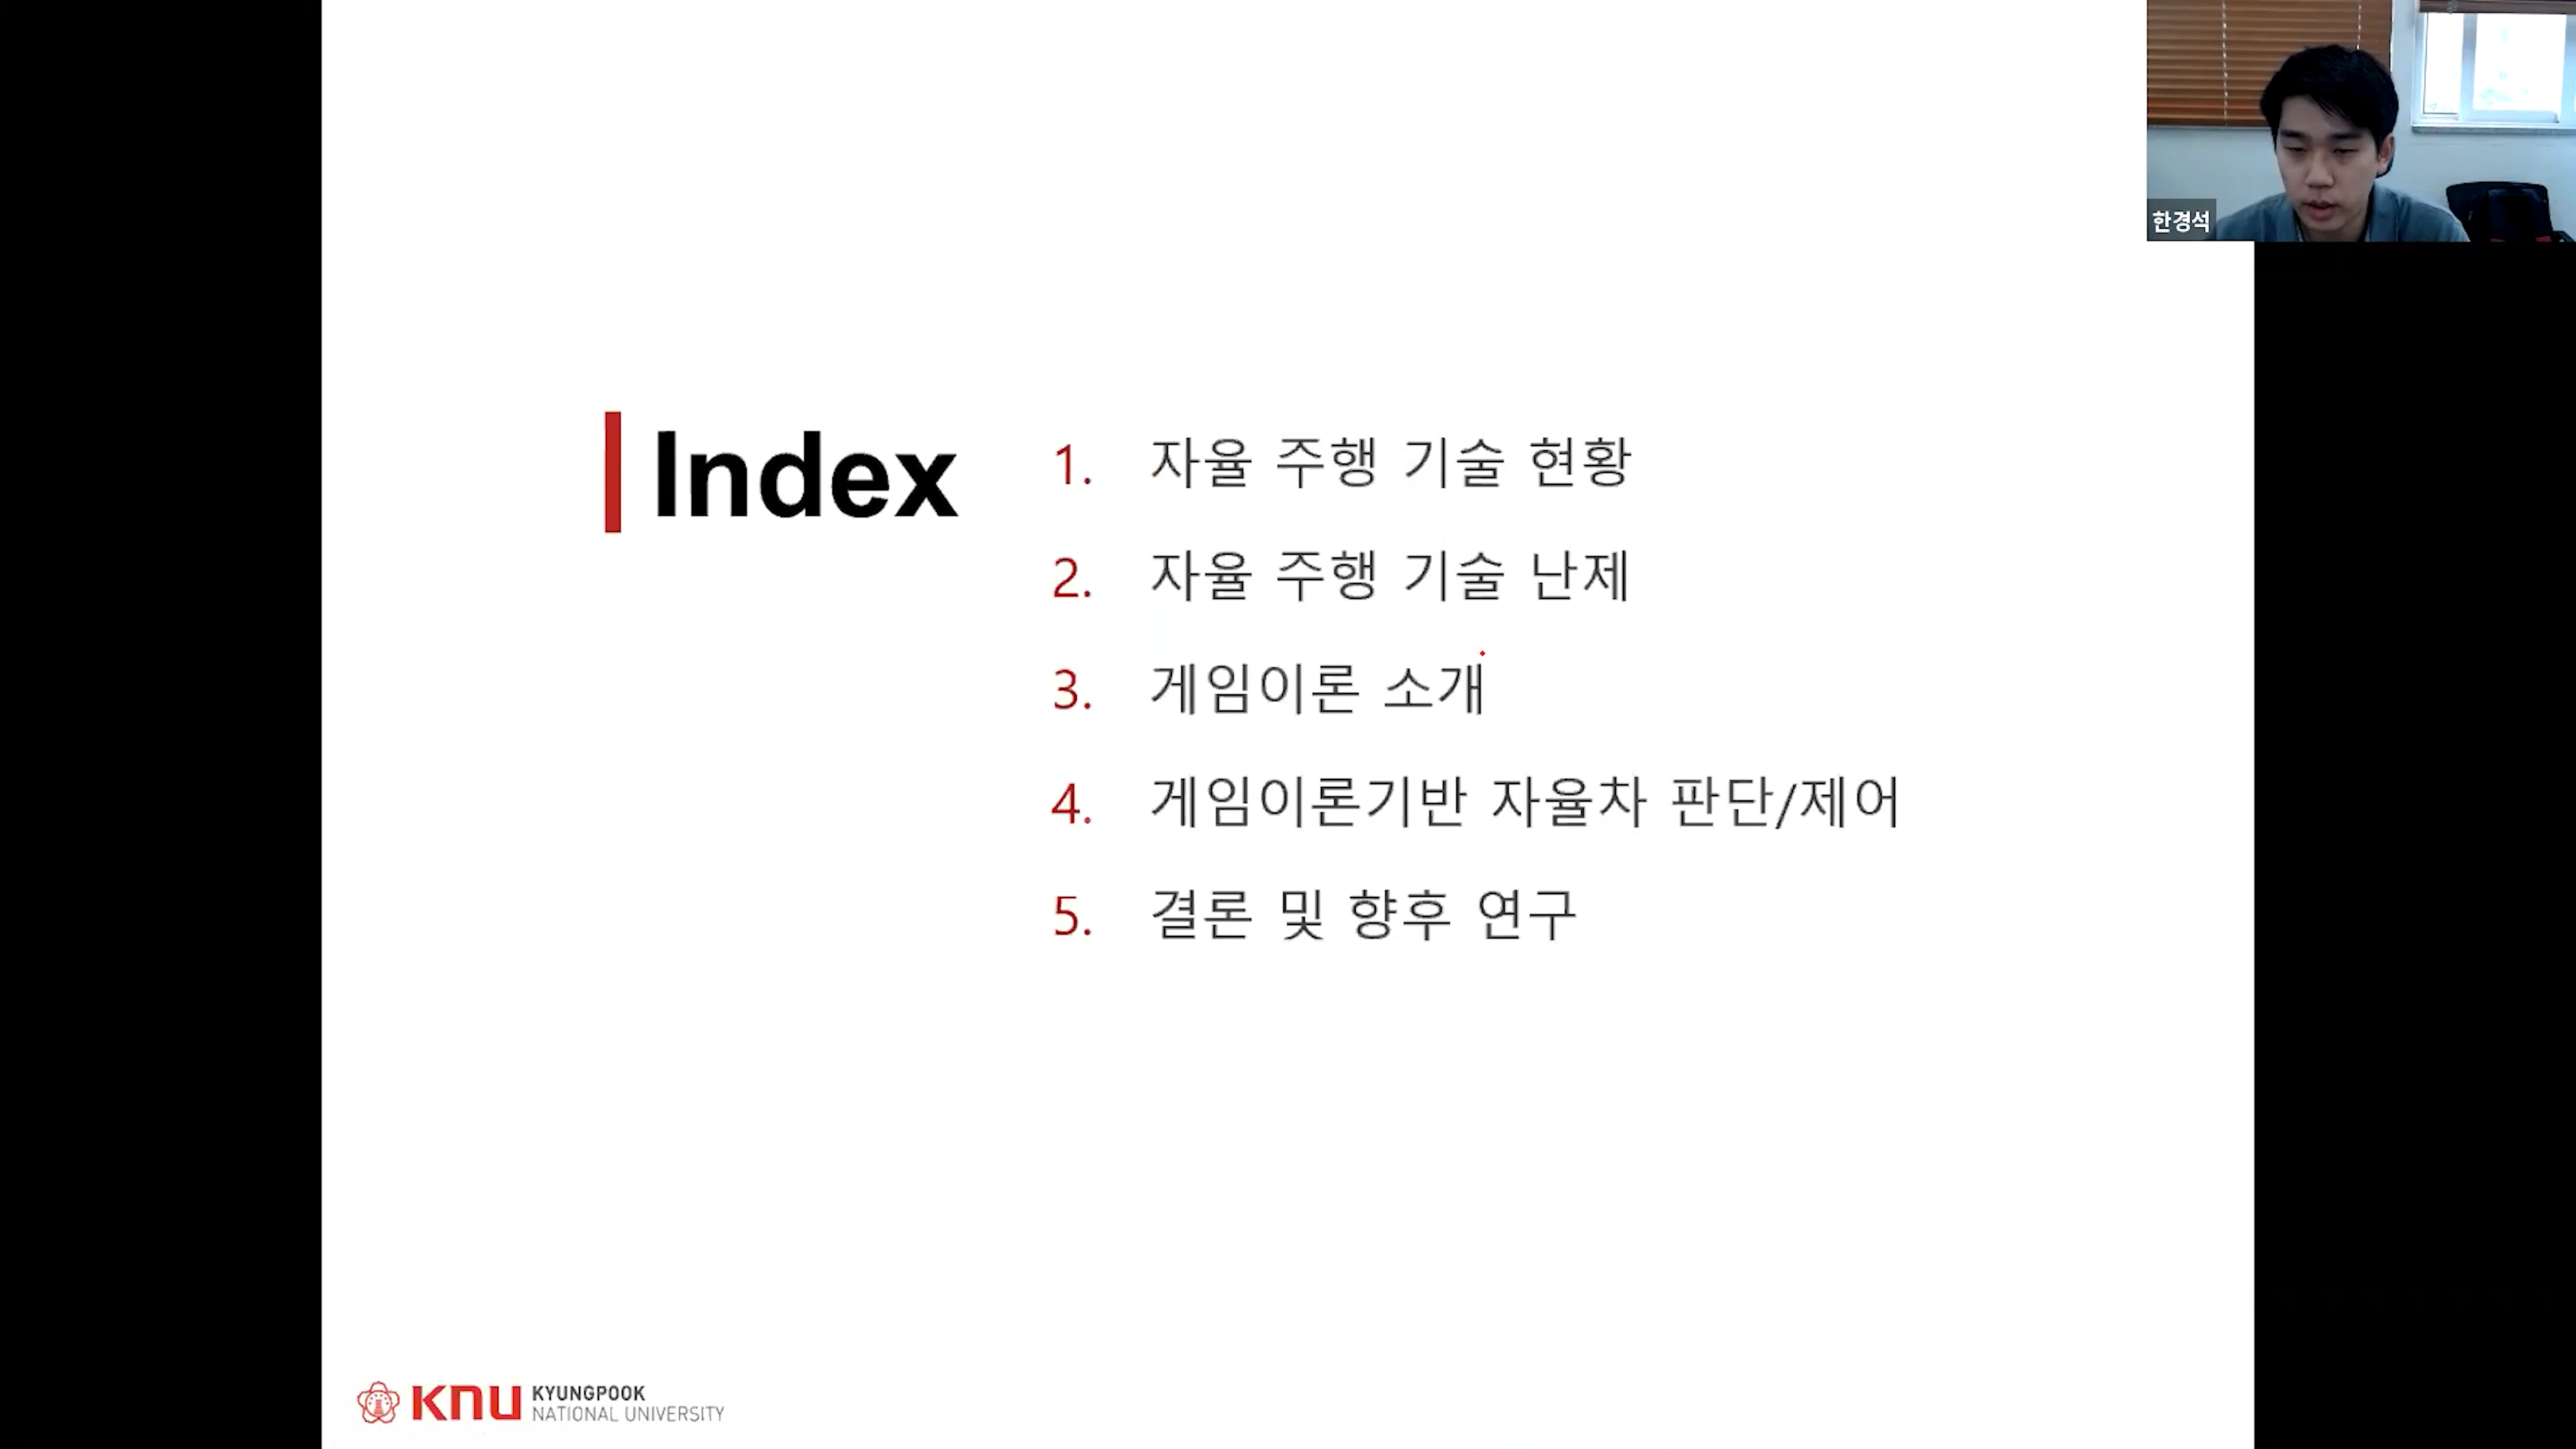 한경석
Index
1. 자율 주행 기술 현황
2. 자율 주행 기술 난제
3. 게임이론 소개
4. 게임이론기반 자율차 판단/제어
5. 결론 및 향후 연구
KNU KYUNGPOOK
NATIONAL UNIVERSITY